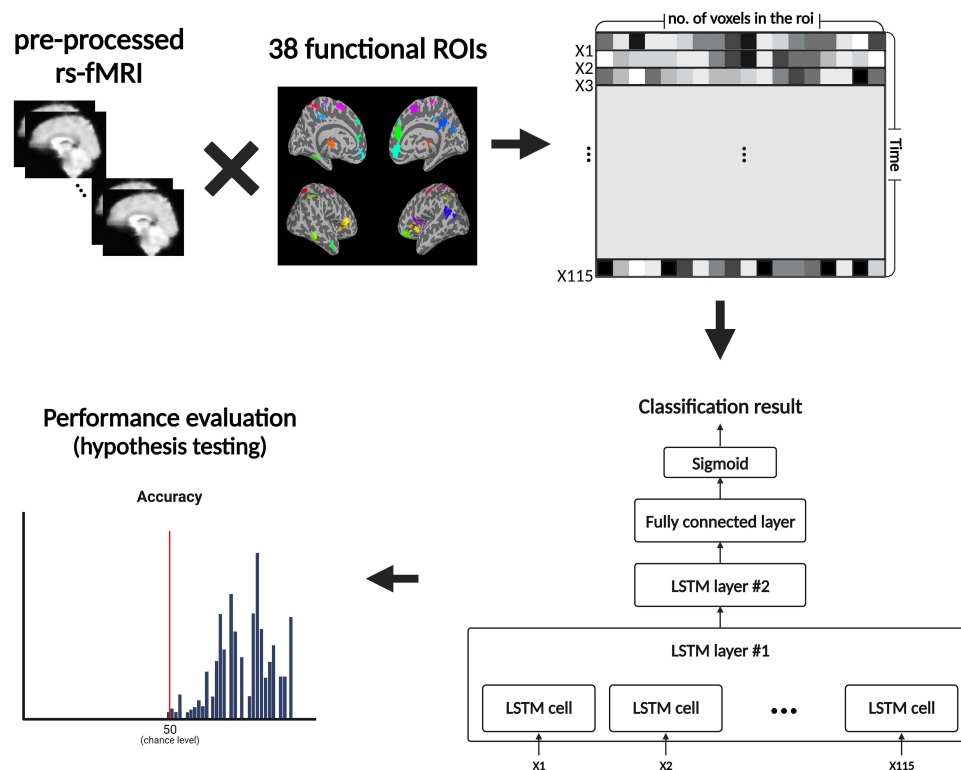 pre-processed
rs-fMRI
38 functional ROIs
no. of voxels in the roi
X1
X2
X3
X115
Time
Classification result
Sigmoid
Fully connected layer
LSTM layer #2
LSTM layer #1
LSTM cell
LSTM cell
LSTM cell
X1
X2
X115
Performance evaluation
(hypothesis testing)
Accuracy
50
(chance level)